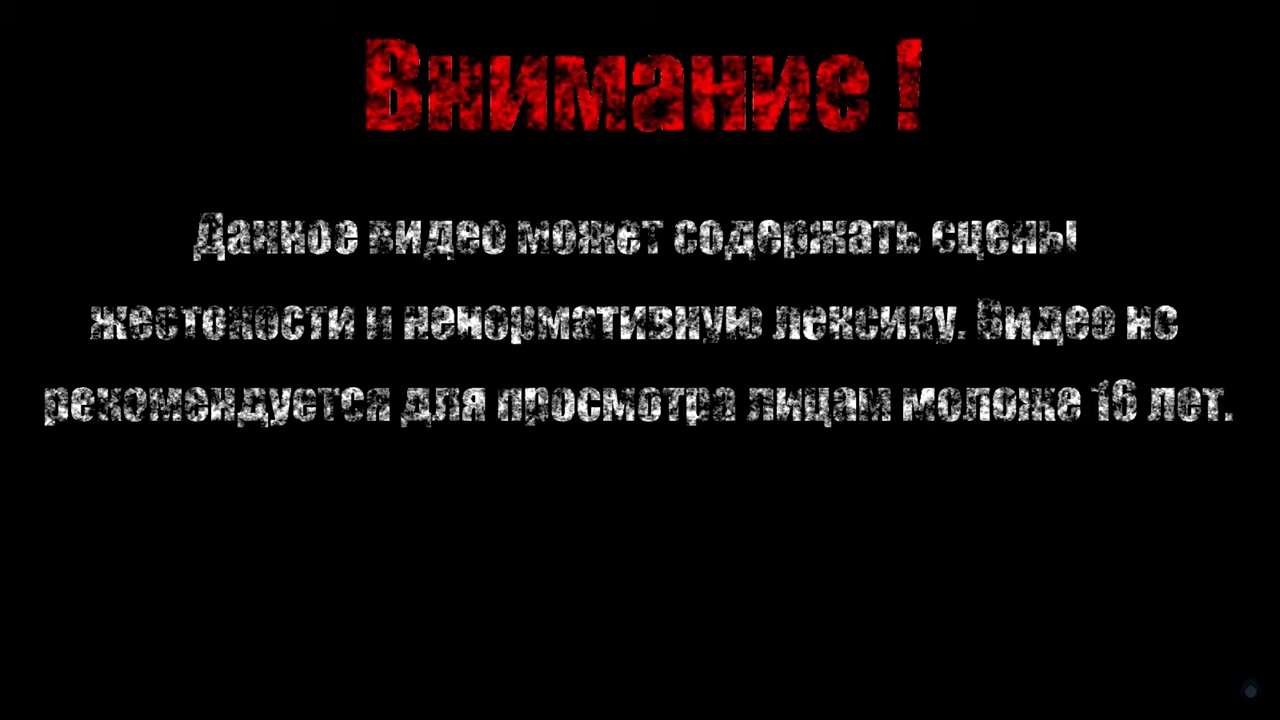 Внимание !
Данное видео может содержать сцены
жестокости и ненормативную лексику. Видео не
рекомендуется для просмотра лицам моложе 16 лет.